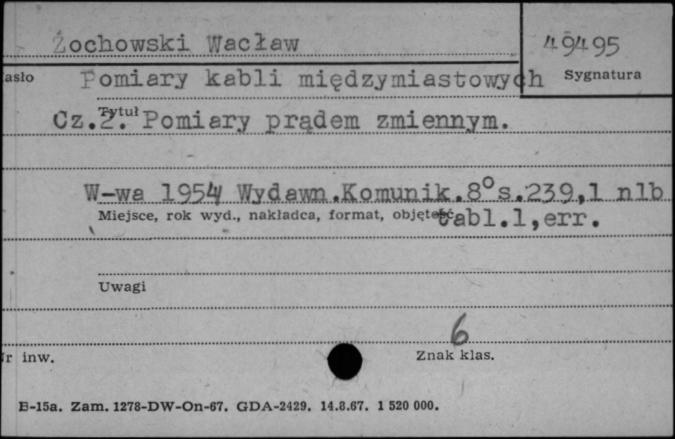 Żochowski Wacław
49495
asło
Sygnatura
Pomiary kabli międzymiastowych
Tytuł
Cz.2. Pomiary prądem zmiennym.
W-wa 1954 Wydawn.Komunik.8°s.239,1 nlb
Miejsce, rok wyd., nakładca, format, objętość
tabl.1,err.
Uwagi
6
r inw.
Znak klas.
B-15a. Zam. 1278-DW-On-67. GDA-2429. 14.8.67. 1 520 000.